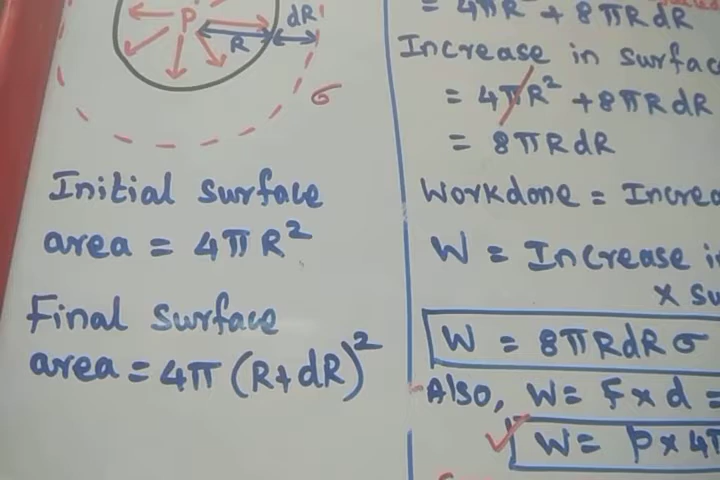 P
R
dR
σ
Initial surface
area = 4πR²
Final surface
area = 4π (R+dR)²
= 4πR² + 8πRdR
Increase in surfac
= 4πR² + 8πRdR
= 8πRdR
Workdone = Increa
W = Increase i
x su
W = 8πRdRσ
Also, W = F x d =
W = P x 4π